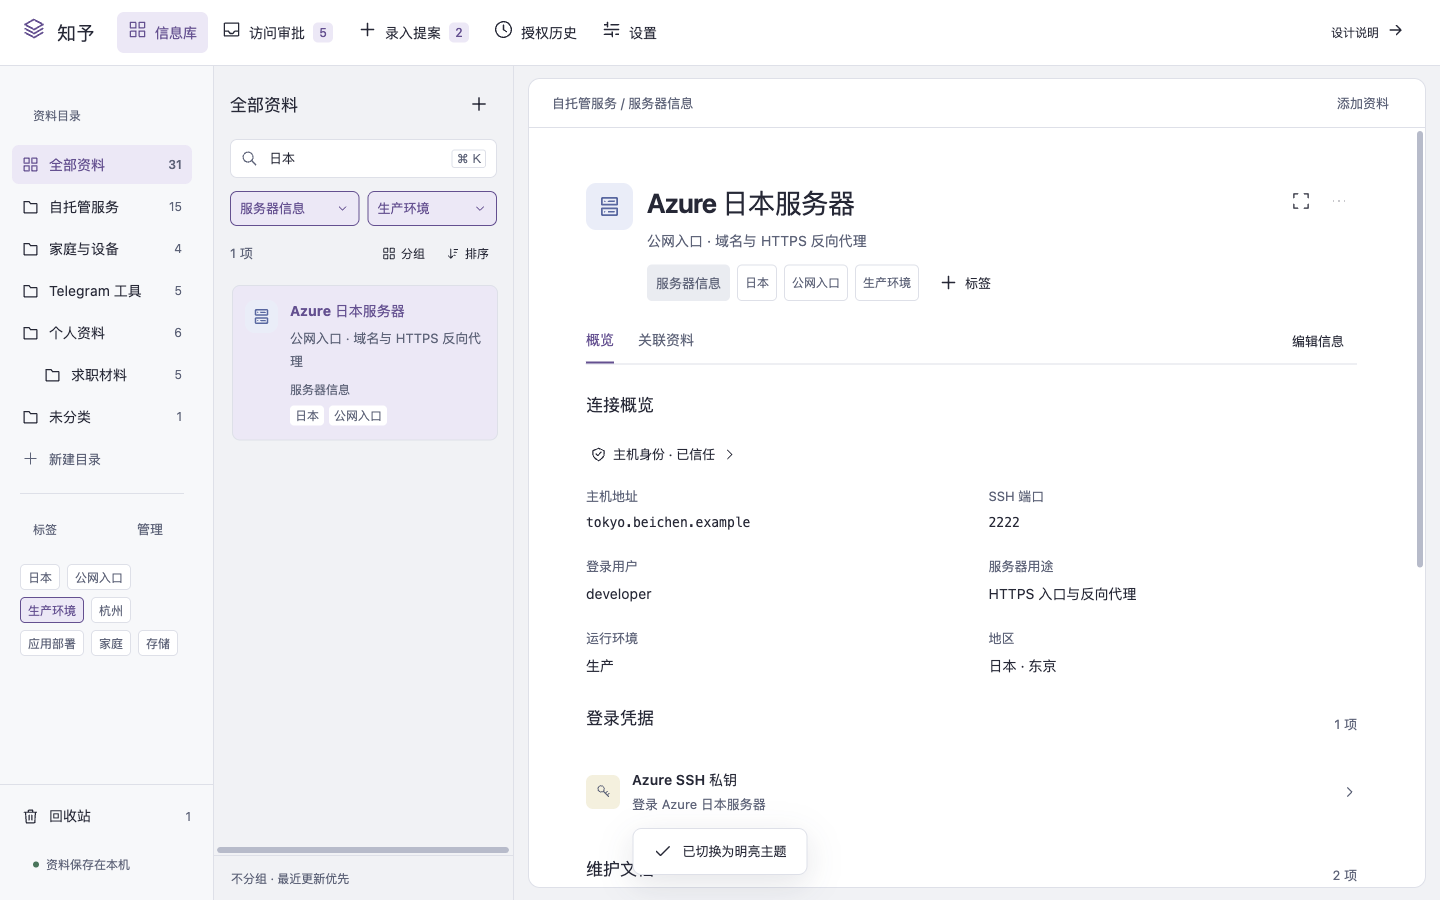 知予
信息库
访问审批 5
录入提案 2
授权历史
设置
设计说明
资料目录
全部资料 31
自托管服务 15
家庭与设备 4
Telegram 工具 5
个人资料 6
求职材料 5
未分类 1
新建目录
标签 管理
日本 公网入口
生产环境 杭州
应用部署 家庭 存储
回收站 1
资料保存在本机
全部资料
日本 ⌘ K
服务器信息 生产环境
1 项 分组 排序
Azure 日本服务器
公网入口 · 域名与 HTTPS 反向代
理
服务器信息
日本 公网入口
不分组 · 最近更新优先
自托管服务 / 服务器信息 添加资料
Azure 日本服务器
公网入口 · 域名与 HTTPS 反向代理
服务器信息 日本 公网入口 生产环境 标签
概览 关联资料 编辑信息
连接概览
主机身份 · 已信任
主机地址 SSH 端口
tokyo.beichen.example 2222
登录用户 服务器用途
developer HTTPS 入口与反向代理
运行环境 地区
生产 日本 · 东京
登录凭据 1 项
Azure SSH 私钥
登录 Azure 日本服务器
已切换为明亮主题
维护文档 2 项